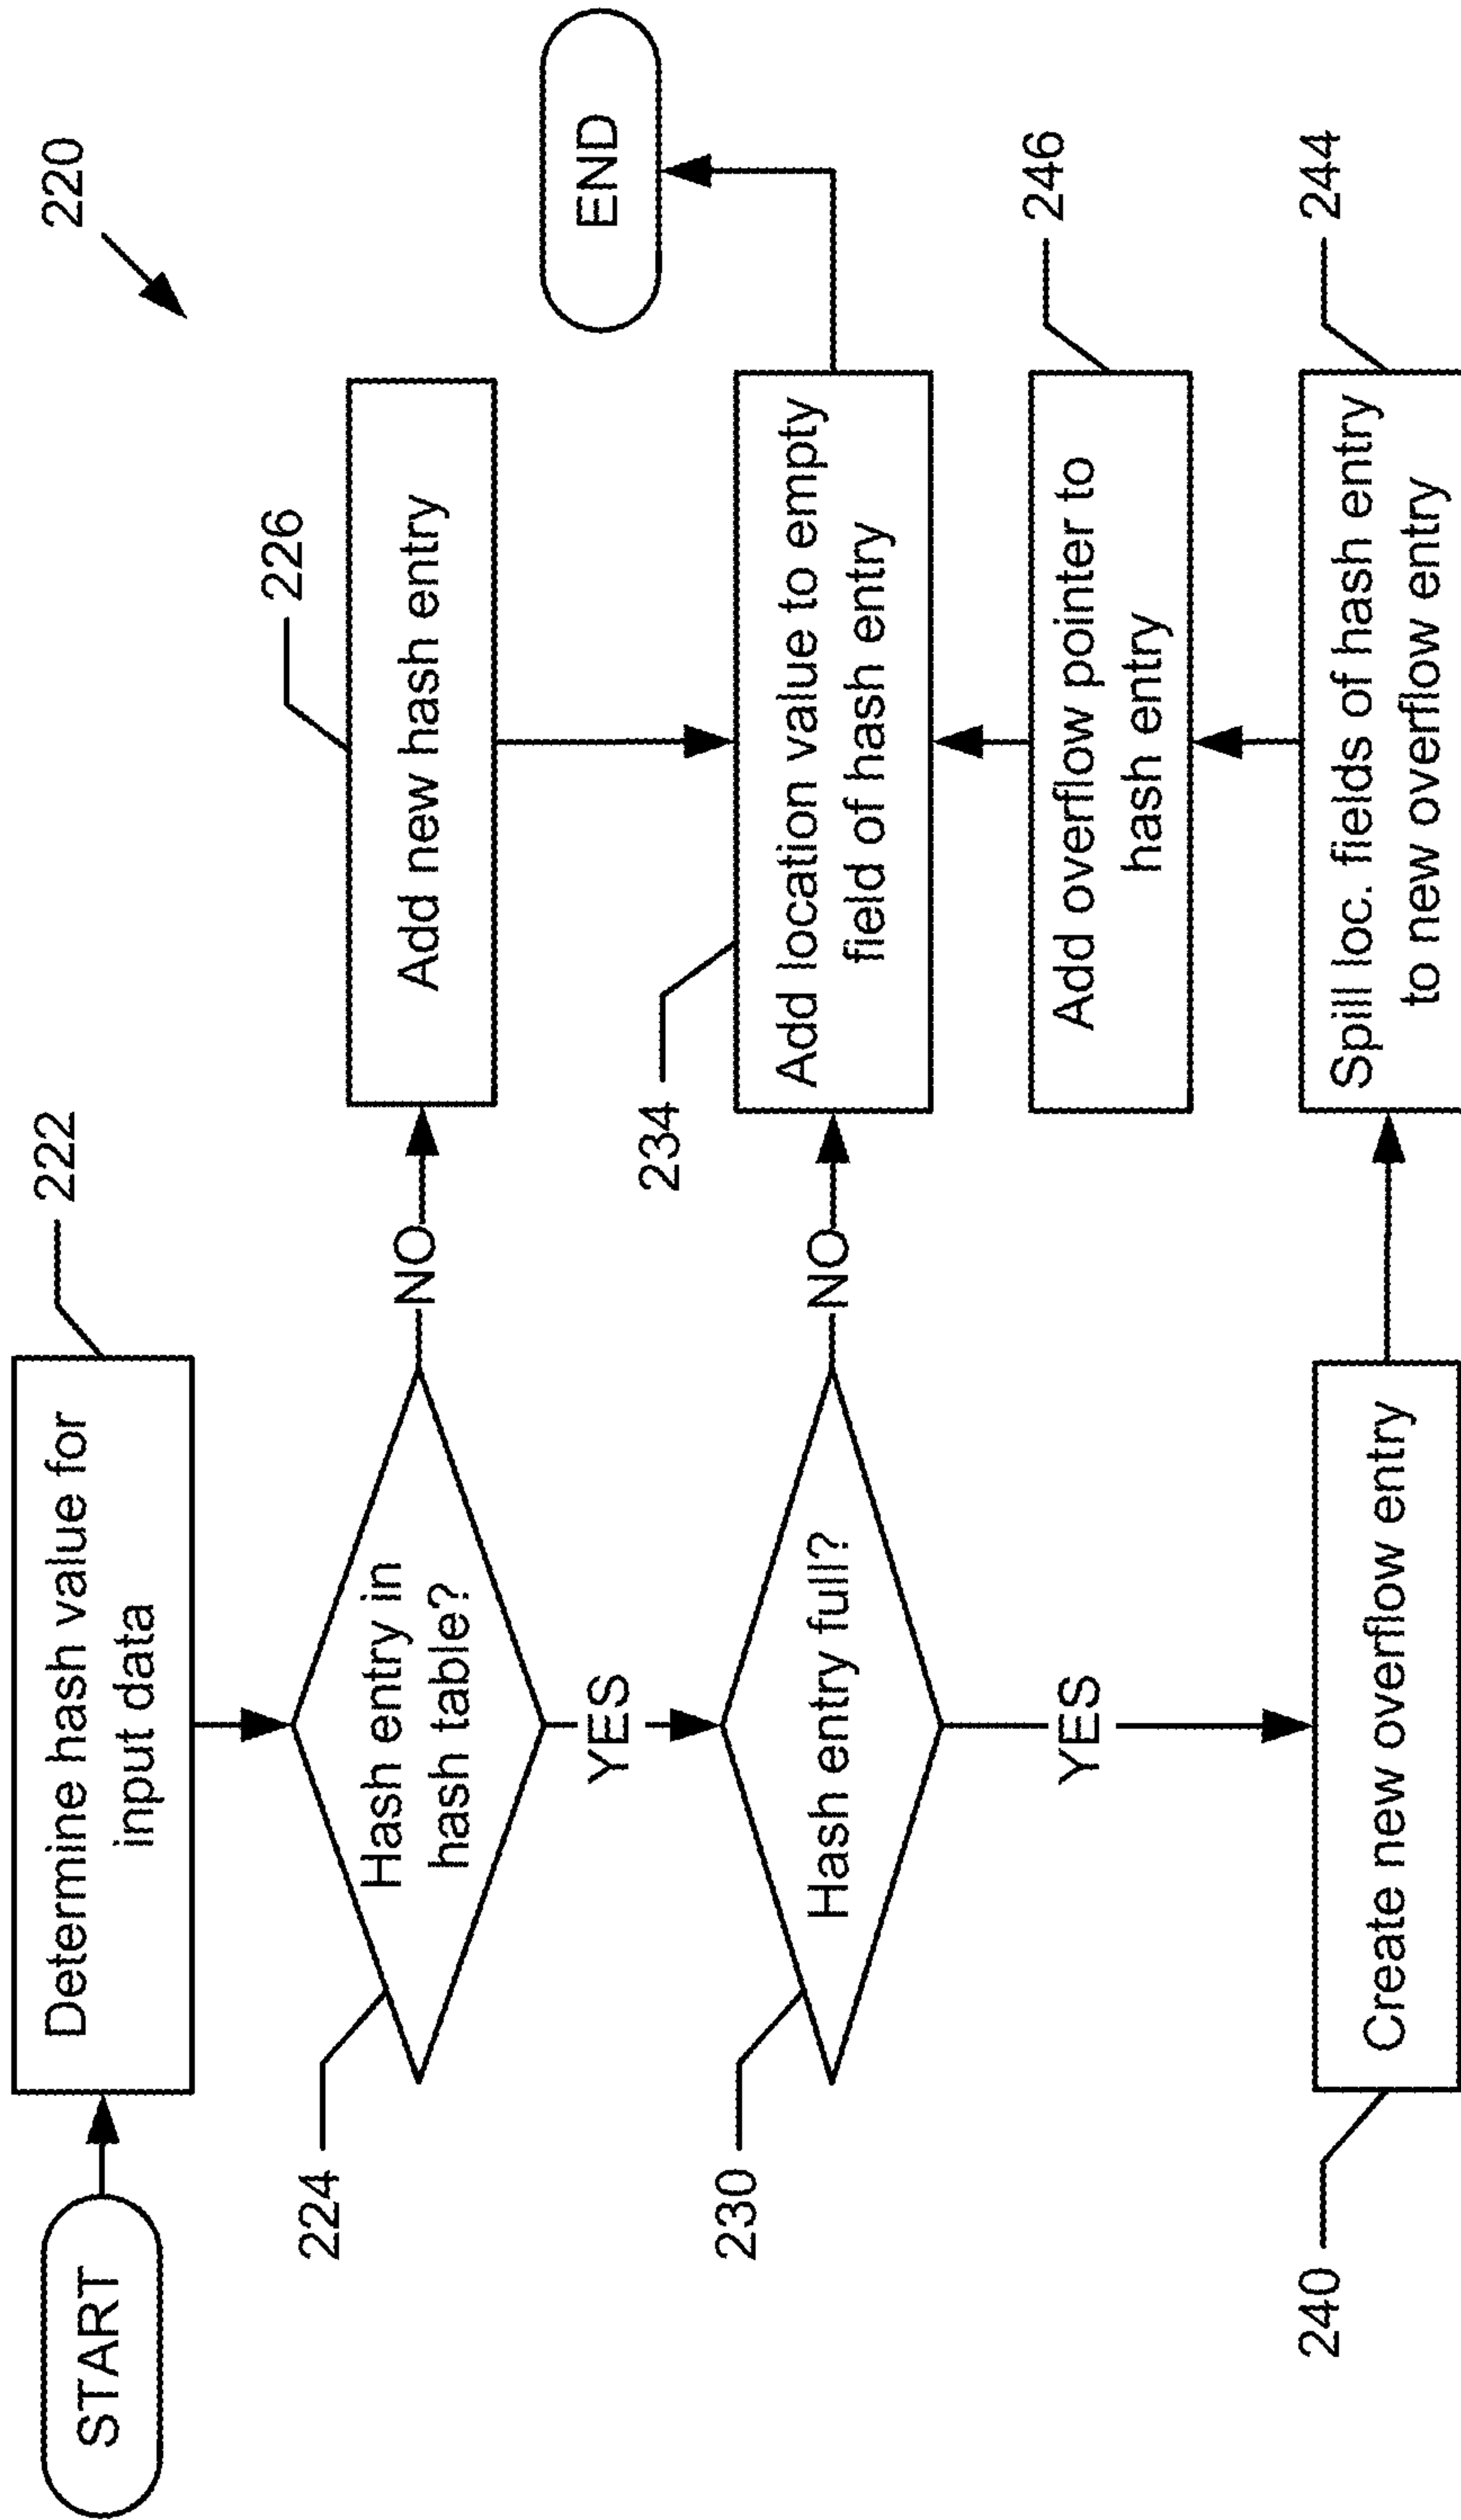 220
START
Determine hash value for
input data
222
Hash entry in
hash table?
224
NO
Add new hash entry
226
YES
Hash entry full?
230
NO
Add location value to empty
field of hash entry
234
END
YES
Add overflow pointer to
hash entry
246
Create new overflow entry
240
Spill loc. fields of hash entry
to new overflow entry
244